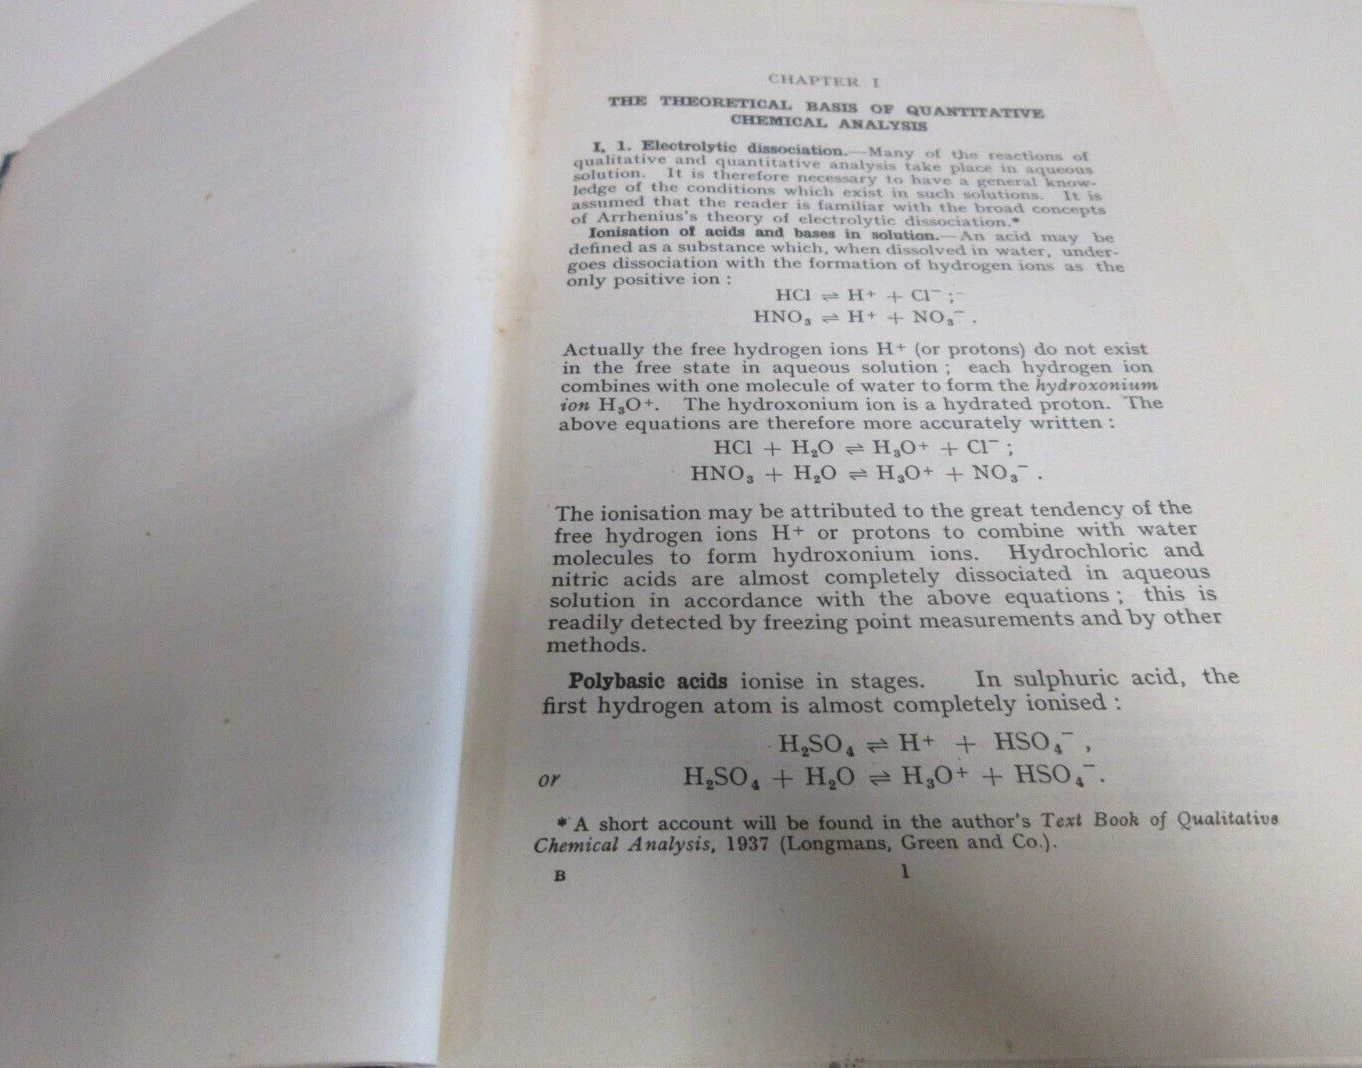 CHAPTER I
THE THEORETICAL BASIS OF QUANTITATIVE
CHEMICAL ANALYSIS
I, 1. Electrolytic dissociation.—Many of the reactions of
qualitative and quantitative analysis take place in aqueous
solution. It is therefore necessary to have a general know-
ledge of the conditions which exist in such solutions. It is
assumed that the reader is familiar with the broad concepts
of Arrhenius's theory of electrolytic dissociation.*
Ionisation of acids and bases in solution.—An acid may be
defined as a substance which, when dissolved in water, under-
goes dissociation with the formation of hydrogen ions as the
only positive ion :
HCl ⇌ H+ + Cl⁻ ;
HNO₃ ⇌ H+ + NO₃⁻ .
Actually the free hydrogen ions H+ (or protons) do not exist
in the free state in aqueous solution ; each hydrogen ion
combines with one molecule of water to form the hydroxonium
ion H₃O+. The hydroxonium ion is a hydrated proton. The
above equations are therefore more accurately written :
HCl + H₂O ⇌ H₃O+ + Cl⁻ ;
HNO₃ + H₂O ⇌ H₃O+ + NO₃⁻ .
The ionisation may be attributed to the great tendency of the
free hydrogen ions H+ or protons to combine with water
molecules to form hydroxonium ions. Hydrochloric and
nitric acids are almost completely dissociated in aqueous
solution in accordance with the above equations ; this is
readily detected by freezing point measurements and by other
methods.
Polybasic acids ionise in stages. In sulphuric acid, the
first hydrogen atom is almost completely ionised :
H₂SO₄ ⇌ H+ + HSO₄⁻ ,
or H₂SO₄ + H₂O ⇌ H₃O+ + HSO₄⁻.
* A short account will be found in the author's Text Book of Qualitative
Chemical Analysis, 1937 (Longmans, Green and Co.).
B 1